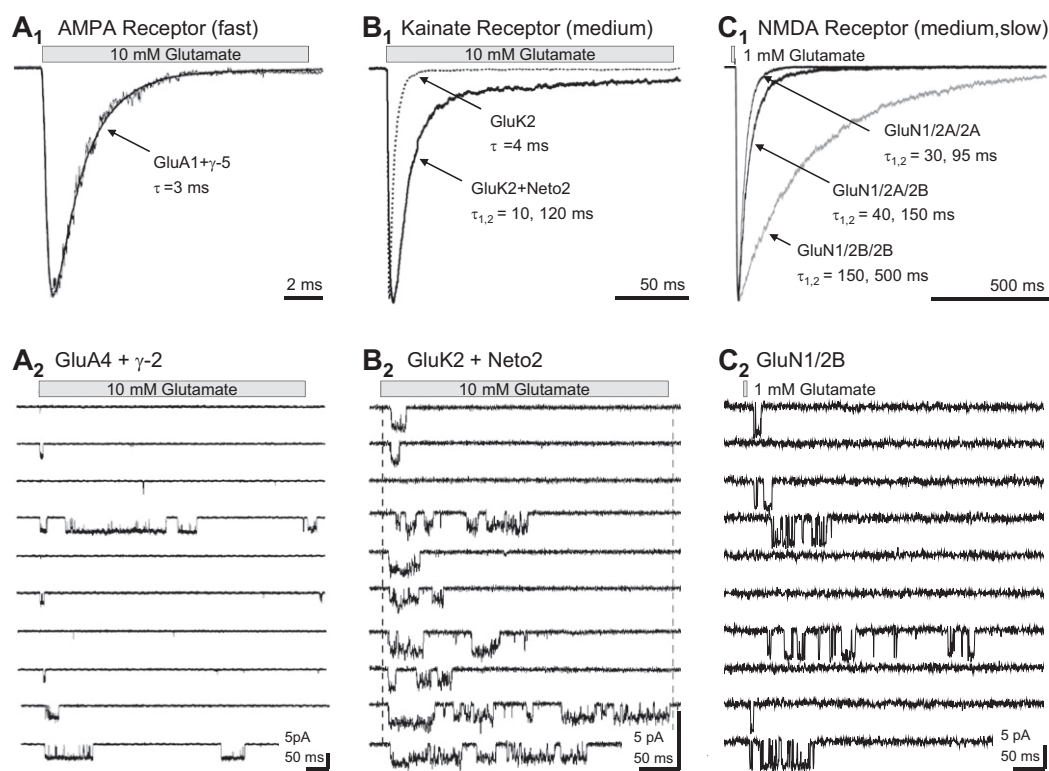 A1 AMPA Receptor (fast)
10 mM Glutamate
GluA1+γ-5
τ =3 ms
2 ms
B1 Kainate Receptor (medium)
10 mM Glutamate
GluK2
τ =4 ms
GluK2+Neto2
τ1,2 = 10, 120 ms
50 ms
C1 NMDA Receptor (medium,slow)
1 mM Glutamate
GluN1/2A/2A
τ1,2 = 30, 95 ms
GluN1/2A/2B
τ1,2 = 40, 150 ms
GluN1/2B/2B
τ1,2 = 150, 500 ms
500 ms
A2 GluA4 + γ-2
10 mM Glutamate
5pA
50 ms
B2 GluK2 + Neto2
10 mM Glutamate
5 pA
50 ms
C2 GluN1/2B
1 mM Glutamate
5 pA
50 ms